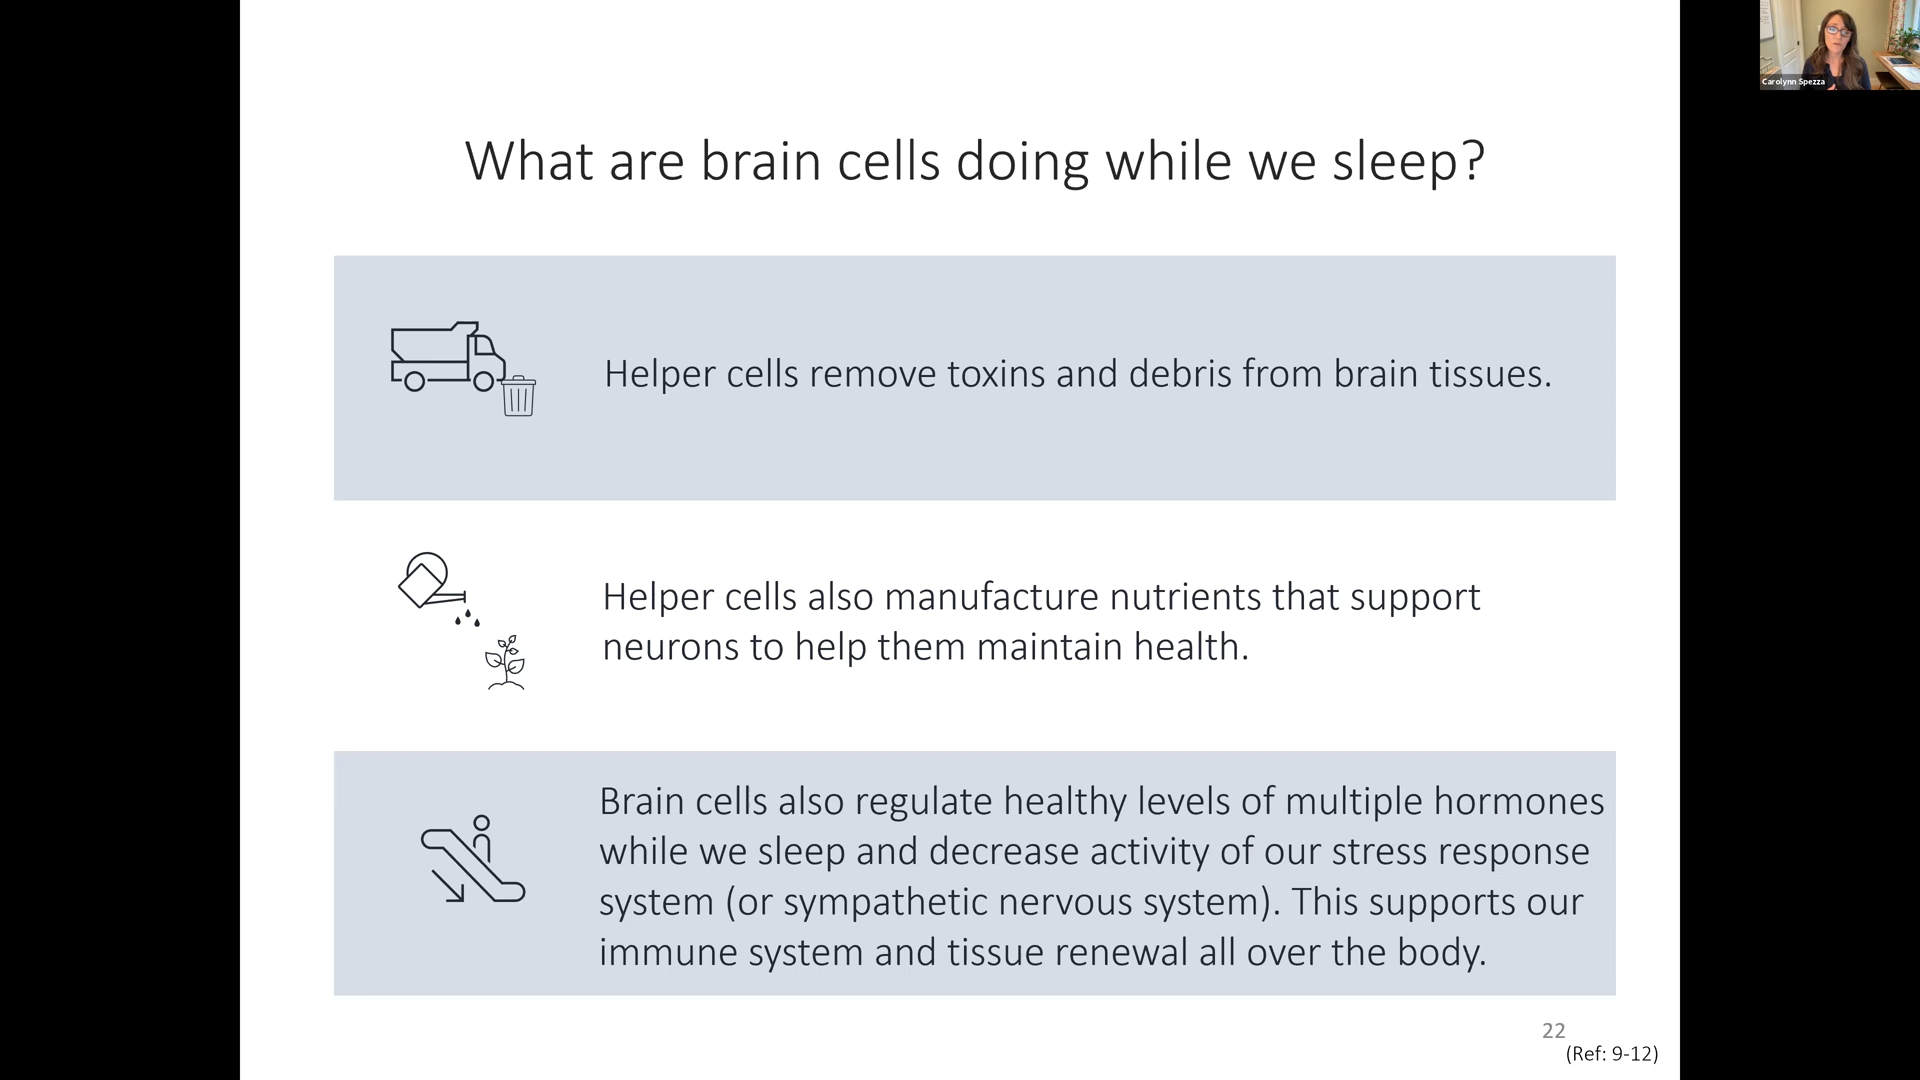 Carolynn Spezza
What are brain cells doing while we sleep?
Helper cells remove toxins and debris from brain tissues.
Helper cells also manufacture nutrients that support
neurons to help them maintain health.
Brain cells also regulate healthy levels of multiple hormones
while we sleep and decrease activity of our stress response
system (or sympathetic nervous system). This supports our
immune system and tissue renewal all over the body.
22
(Ref: 9-12)